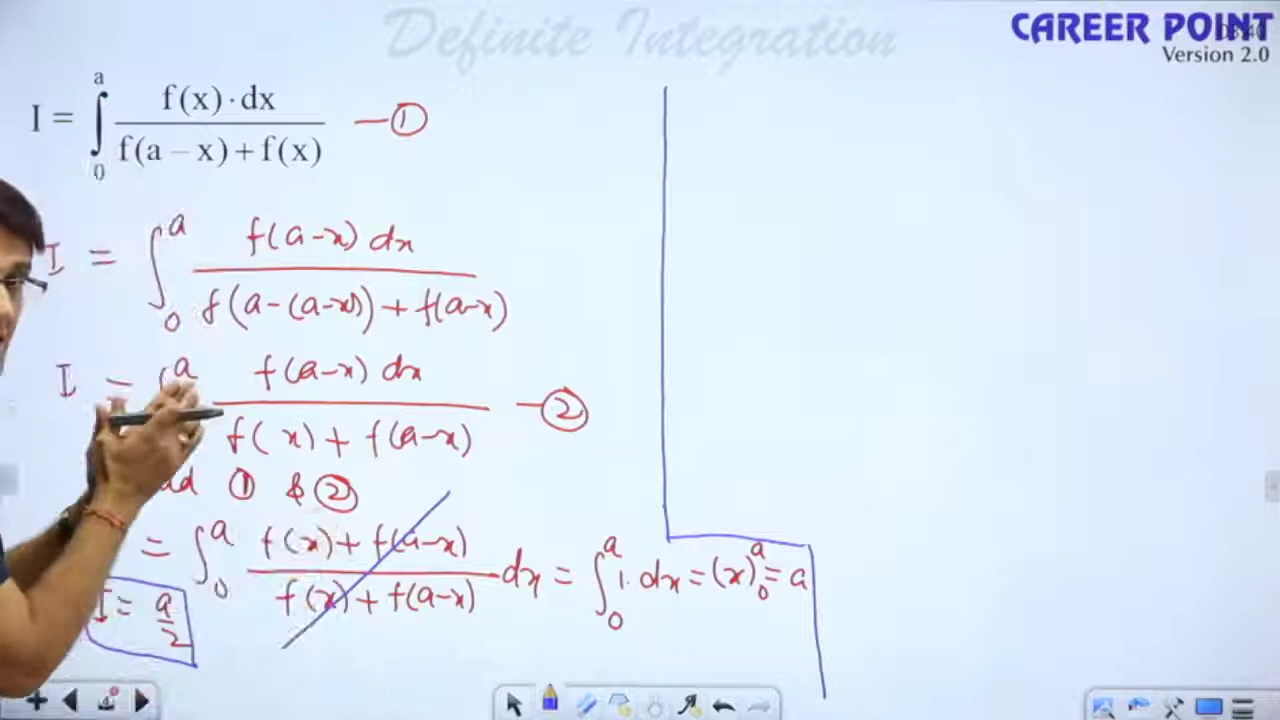 Definite Integration
CAREER POINT
Version 2.0
I = ∫₀ᵃ f(x)·dx / f(a – x) + f(x) —①
I = ∫₀ᵃ f(a-x) dx / f(a-(a-x)) + f(a-x)
I = ∫ᵃ f(a-x) dx / f(x) + f(a-x) —②
① & ②
= ∫₀ᵃ f(x) + f(a-x) / f(x) + f(a-x) dx = ∫₀ᵃ 1. dx = (x)₀ᵃ = a
I = a/2